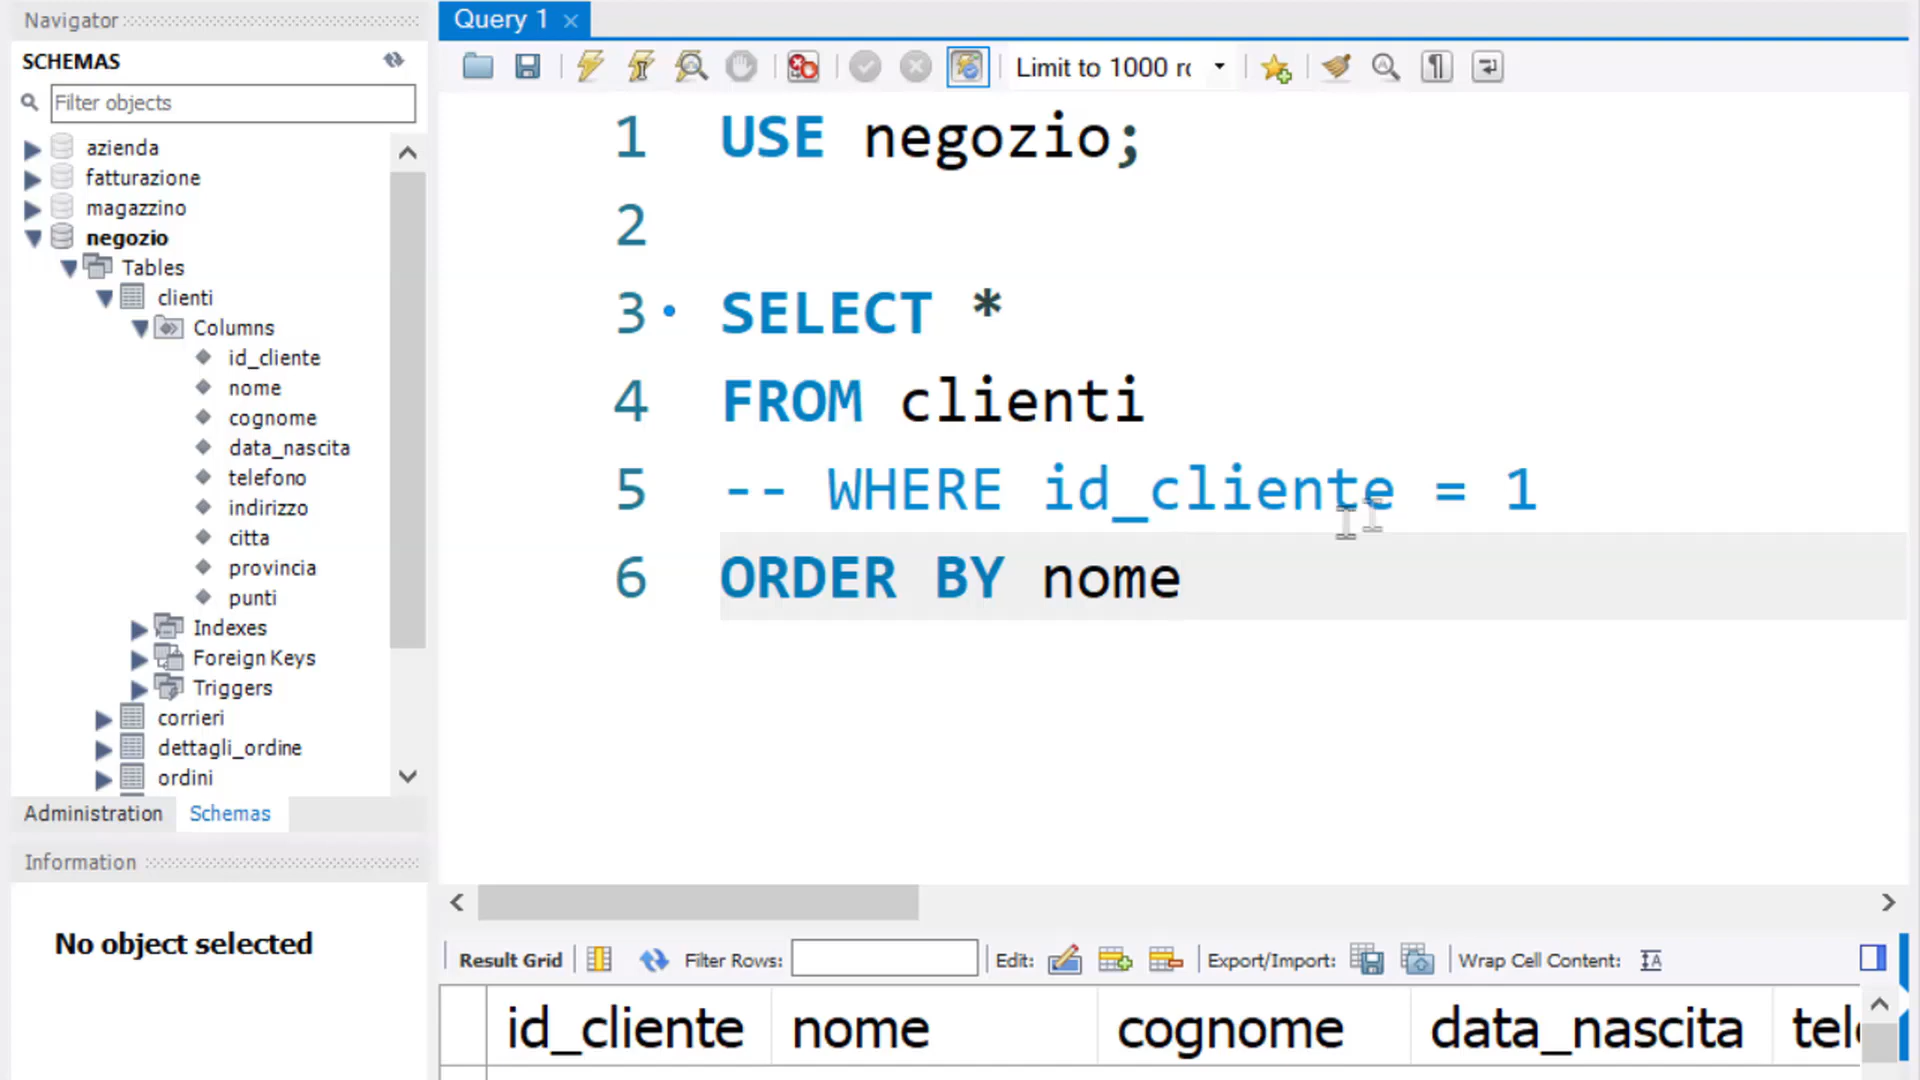 Navigator
SCHEMAS
Filter objects
azienda
fatturazione
magazzino
negozio
Tables
clienti
Columns
id_cliente
nome
cognome
data_nascita
telefono
indirizzo
citta
provincia
punti
Indexes
Foreign Keys
Triggers
corrieri
dettagli_ordine
ordini
Administration Schemas
Information
No object selected
Query 1
Limit to 1000 r
1 USE negozio;
2
3 SELECT *
4 FROM clienti
5 -- WHERE id_cliente = 1
6 ORDER BY nome
Result Grid Filter Rows: Edit: Export/Import: Wrap Cell Content:
id_cliente nome cognome data_nascita tel